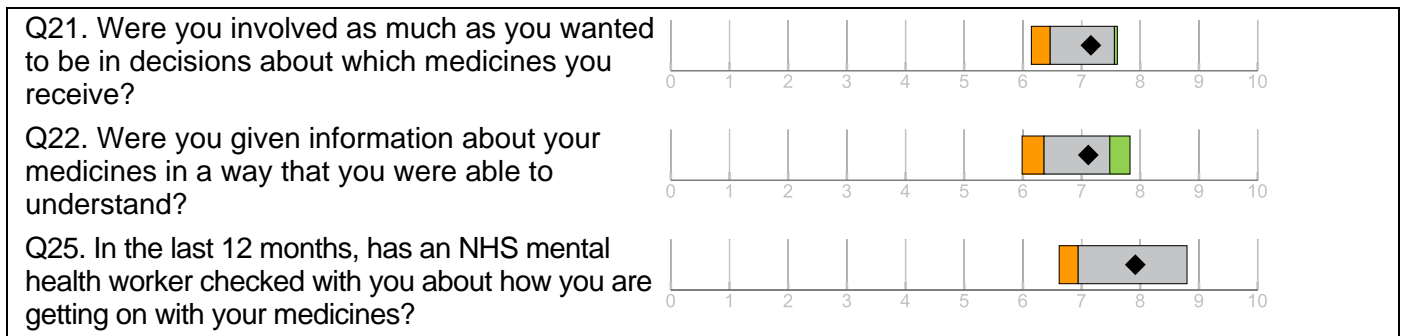 Q21. Were you involved as much as you wanted
to be in decisions about which medicines you
receive?
0 1 2 3 4 5 6 7 8 9 10
Q22. Were you given information about your
medicines in a way that you were able to
understand?
0 1 2 3 4 5 6 7 8 9 10
Q25. In the last 12 months, has an NHS mental
health worker checked with you about how you are
getting on with your medicines?
0 1 2 3 4 5 6 7 8 9 10